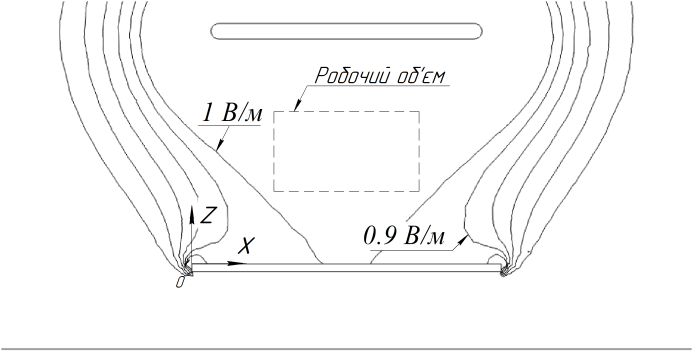 Робочий об'єм
1 В/м
0.9 В/м
Z
X
0